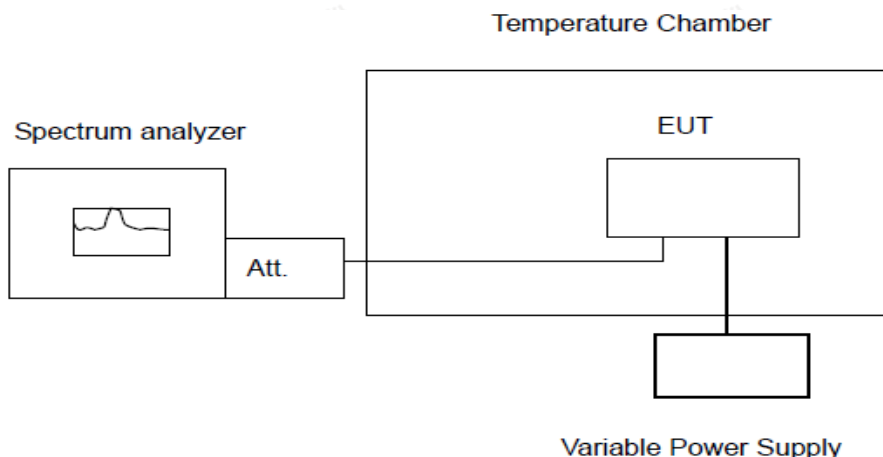 Temperature Chamber
Spectrum analyzer
EUT
Att.
Variable Power Supply